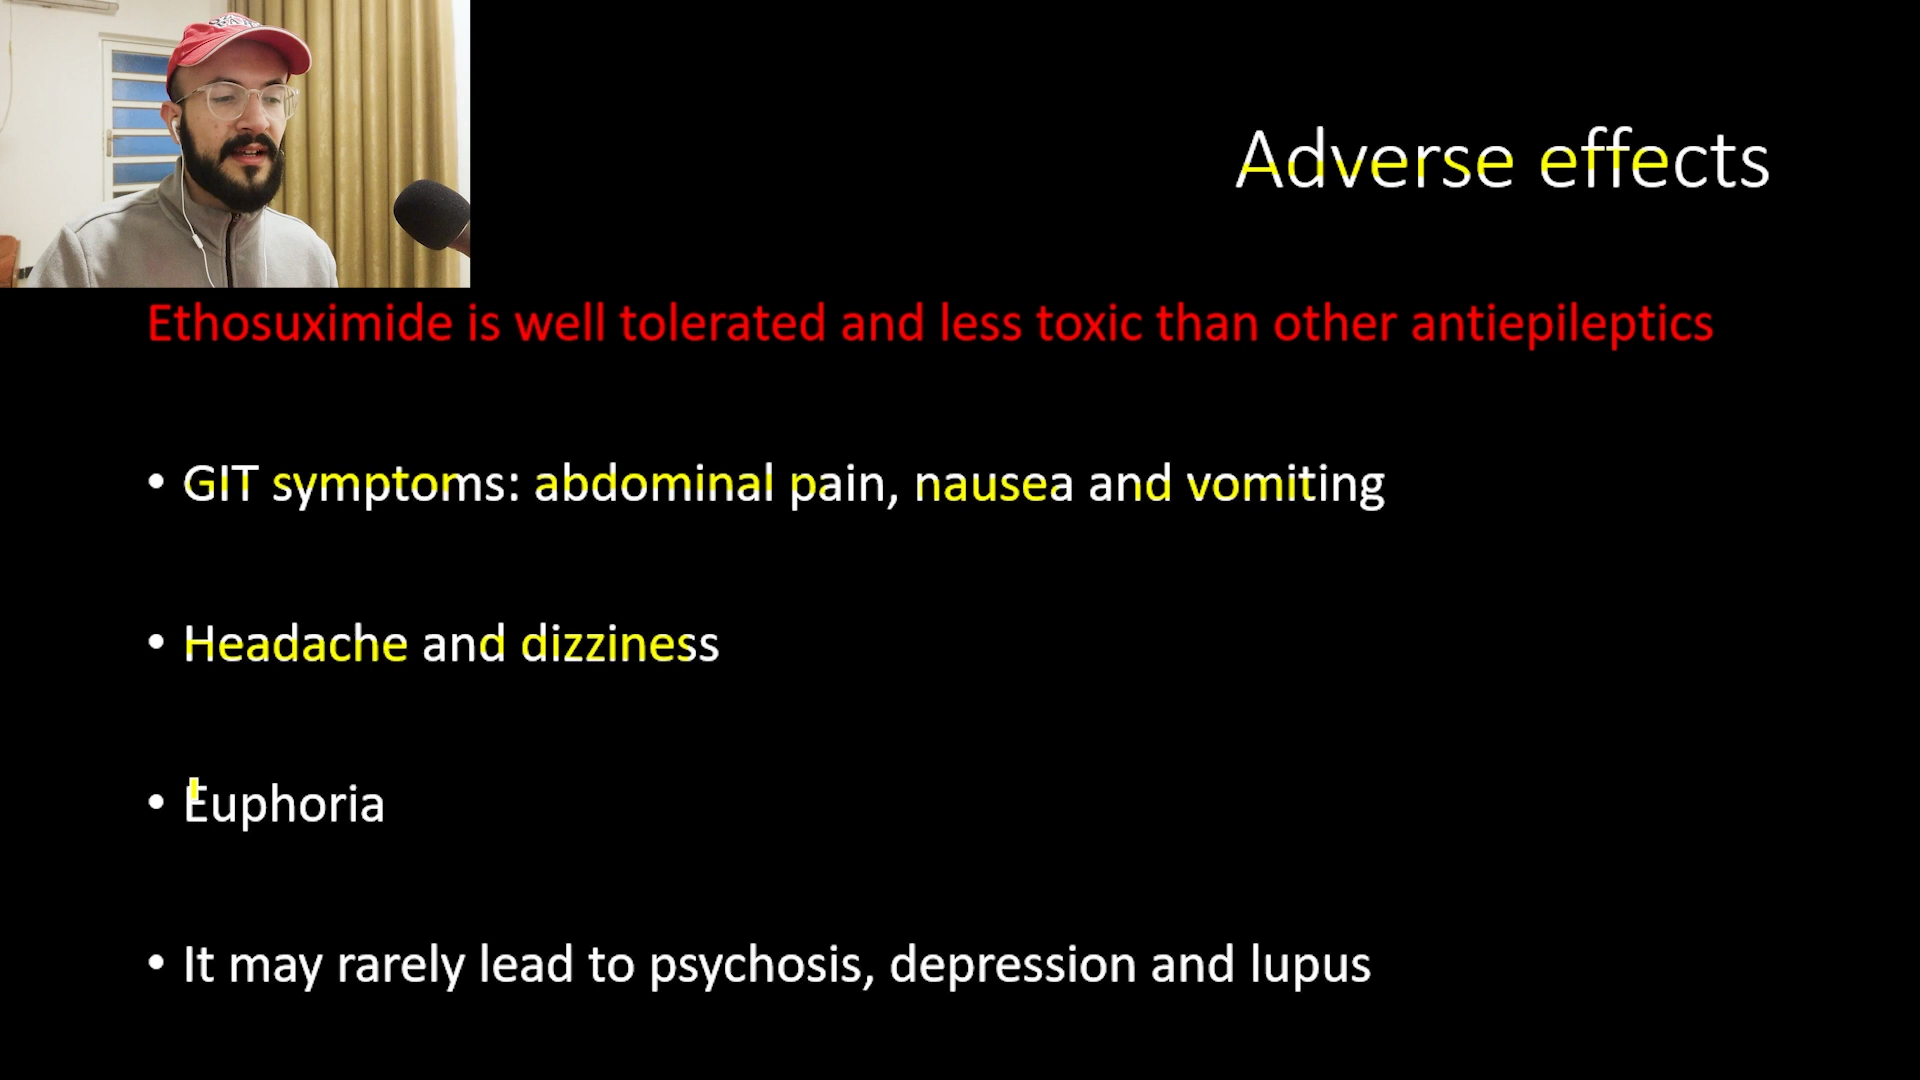 Adverse effects
Ethosuximide is well tolerated and less toxic than other antiepileptics
• GIT symptoms: abdominal pain, nausea and vomiting
• Headache and dizziness
• Euphoria
• It may rarely lead to psychosis, depression and lupus